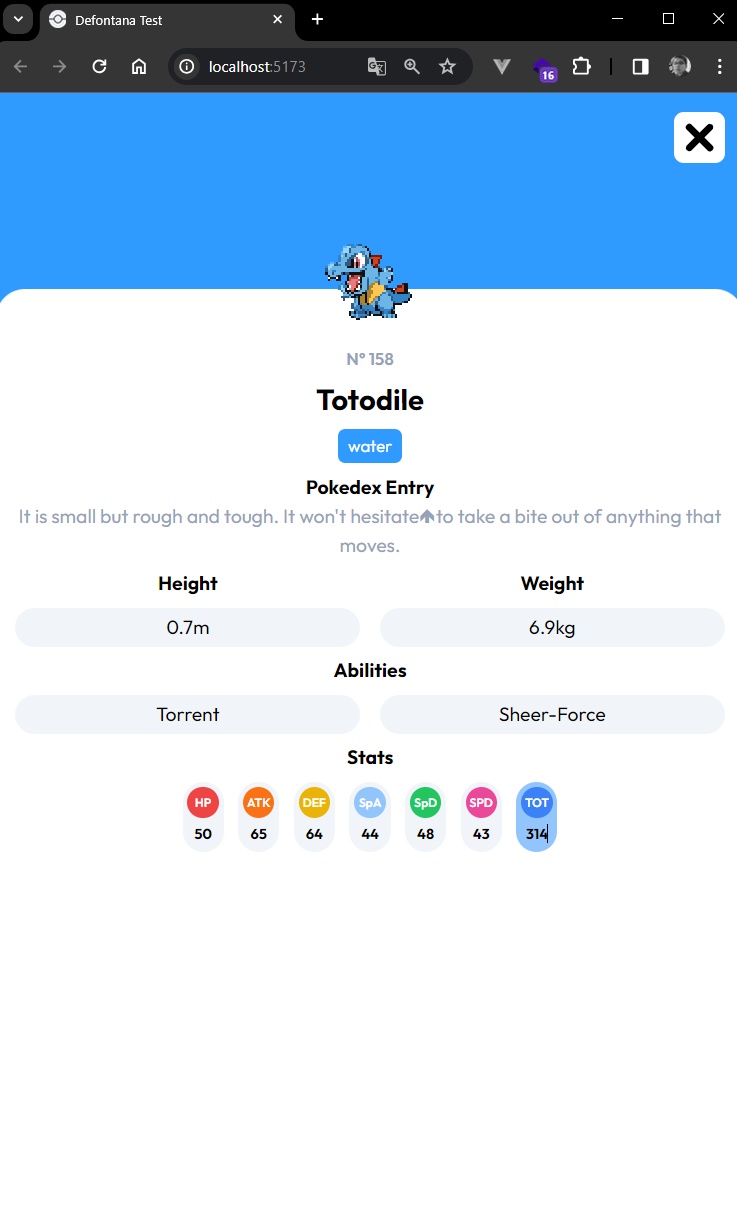 Defontana Test
localhost:5173
16
N° 158
Totodile
water
Pokedex Entry
It is small but rough and tough. It won't hesitate🡅to take a bite out of anything that
moves.
Height Weight
0.7m 6.9kg
Abilities
Torrent Sheer-Force
Stats
HP ATK DEF SpA SpD SPD TOT
50 65 64 44 48 43 314